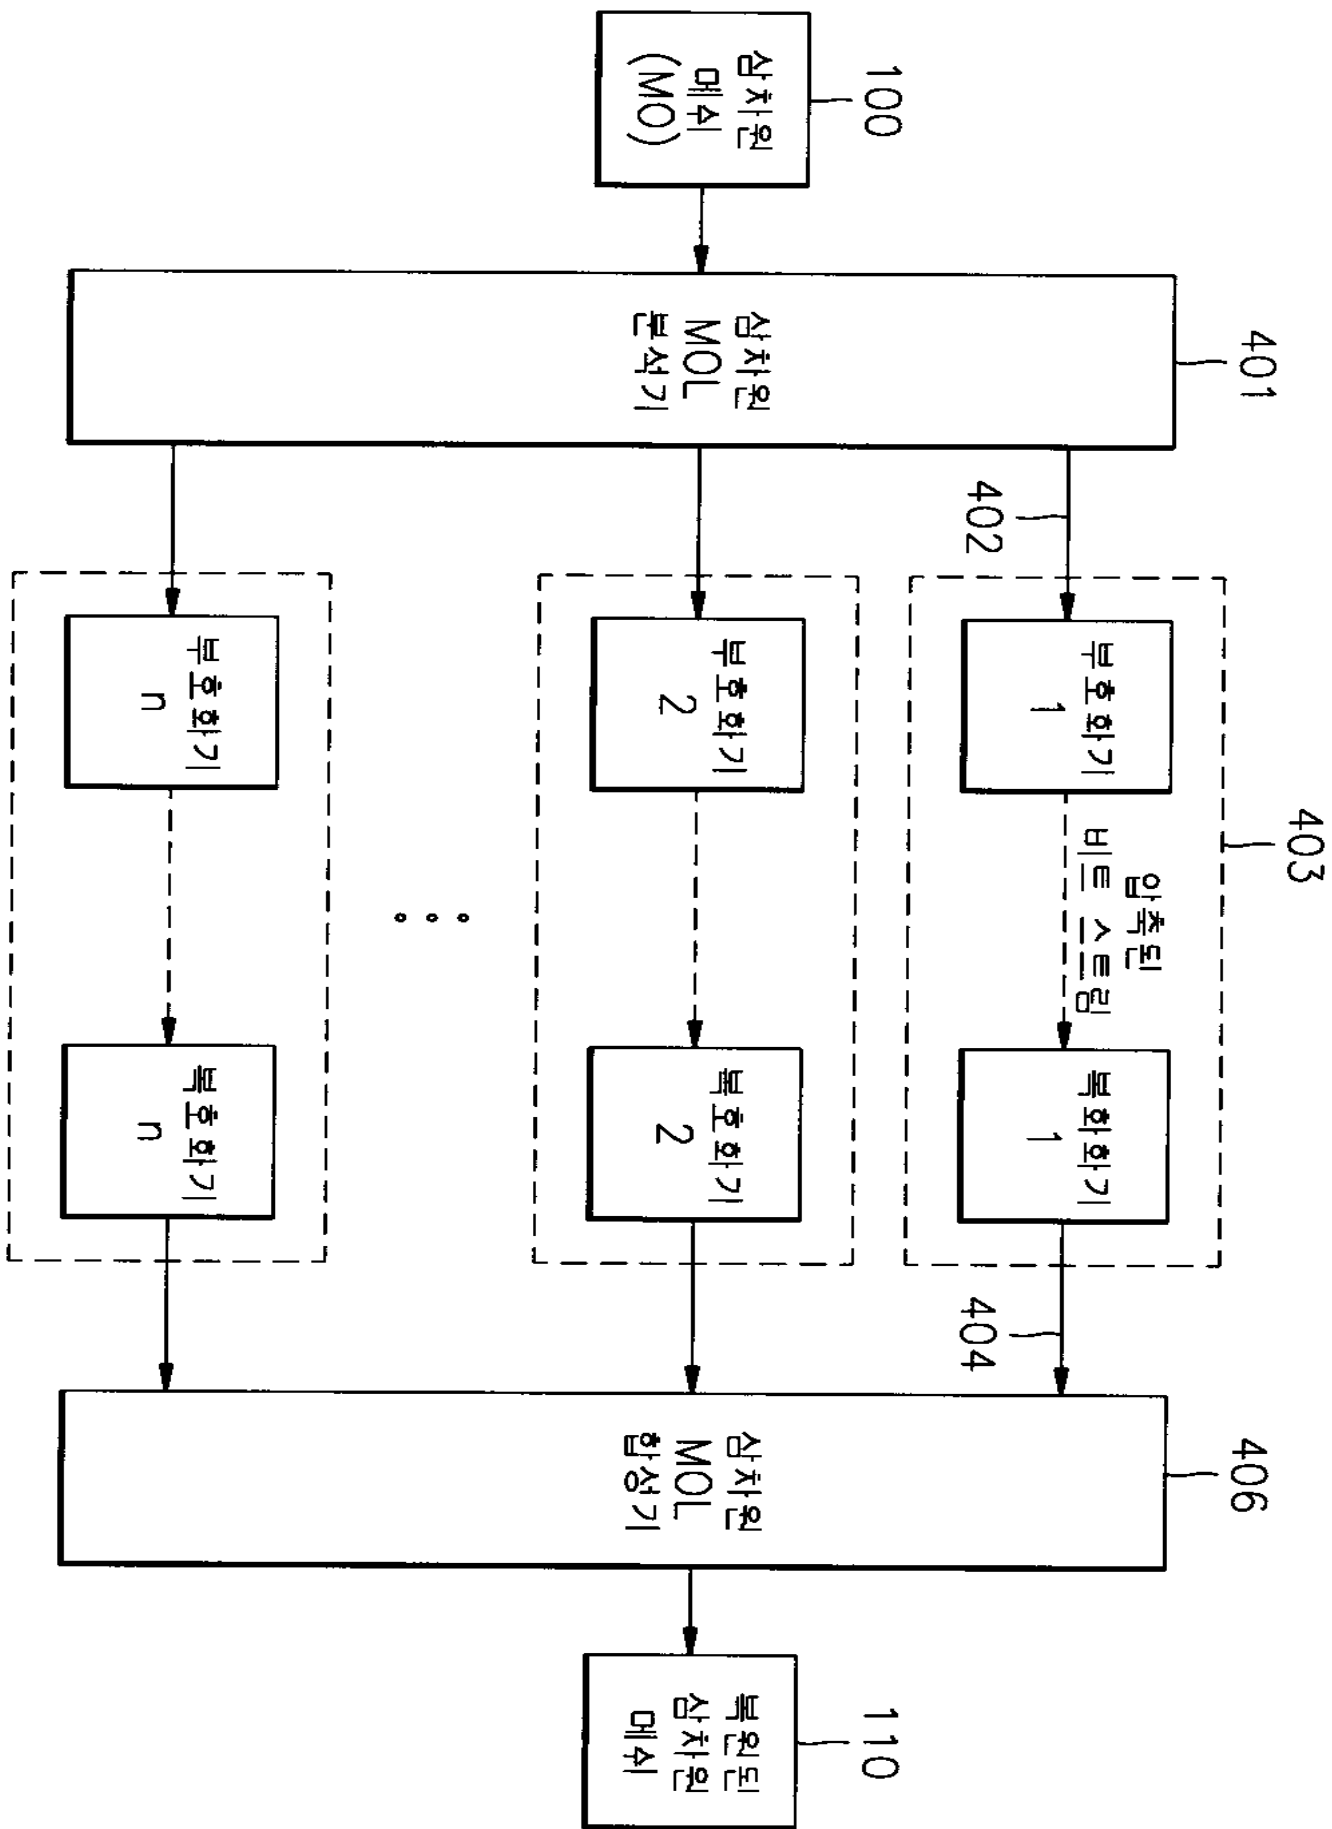 100
삼차원
메쉬
(MO)
401
삼차원
MOL
분석기
402
403
부호화기
1
압축된
비트 스트림
복화화기
1
부호화기
2
복호화기
2
부호화기
n
복호화기
n
404
406
삼차원
MOL
합성기
110
복원된
삼차원
메쉬